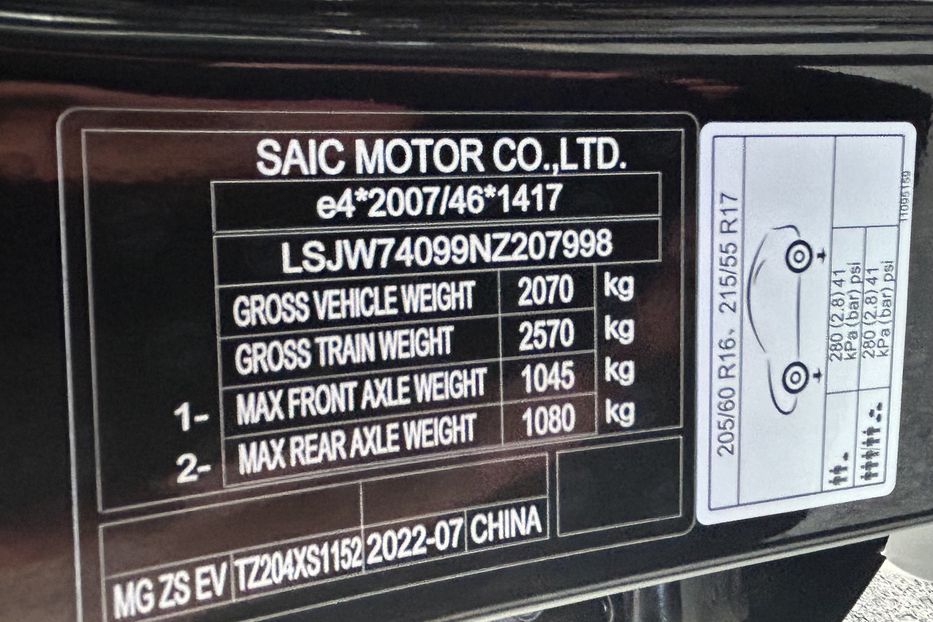 SAIC MOTOR CO.,LTD.
e4*2007/46*1417
LSJW74099NZ207998
GROSS VEHICLE WEIGHT 2070 kg
GROSS TRAIN WEIGHT 2570 kg
1- MAX FRONT AXLE WEIGHT 1045 kg
2- MAX REAR AXLE WEIGHT 1080 kg
MG ZS EV TZ204XS1152 2022-07 CHINA
205/60 R16、215/55 R17
280 (2.8) 41
kPa (bar) psi
280 (2.8) 41
kPa (bar) psi
11095159